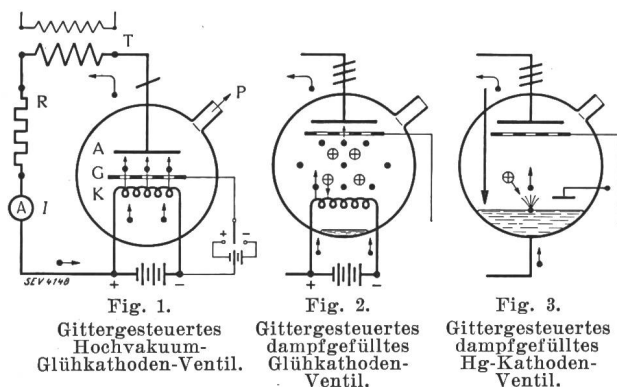 T
R
P
A
G
K
A I
+ -
SEV 4148
+ -
Fig. 1.
Gittergesteuertes
Hochvakuum-
Glühkathoden-Ventil.
Fig. 2.
Gittergesteuertes
dampfgefülltes
Glühkathoden-
Ventil.
Fig. 3.
Gittergesteuertes
dampfgefülltes
Hg-Kathoden-
Ventil.